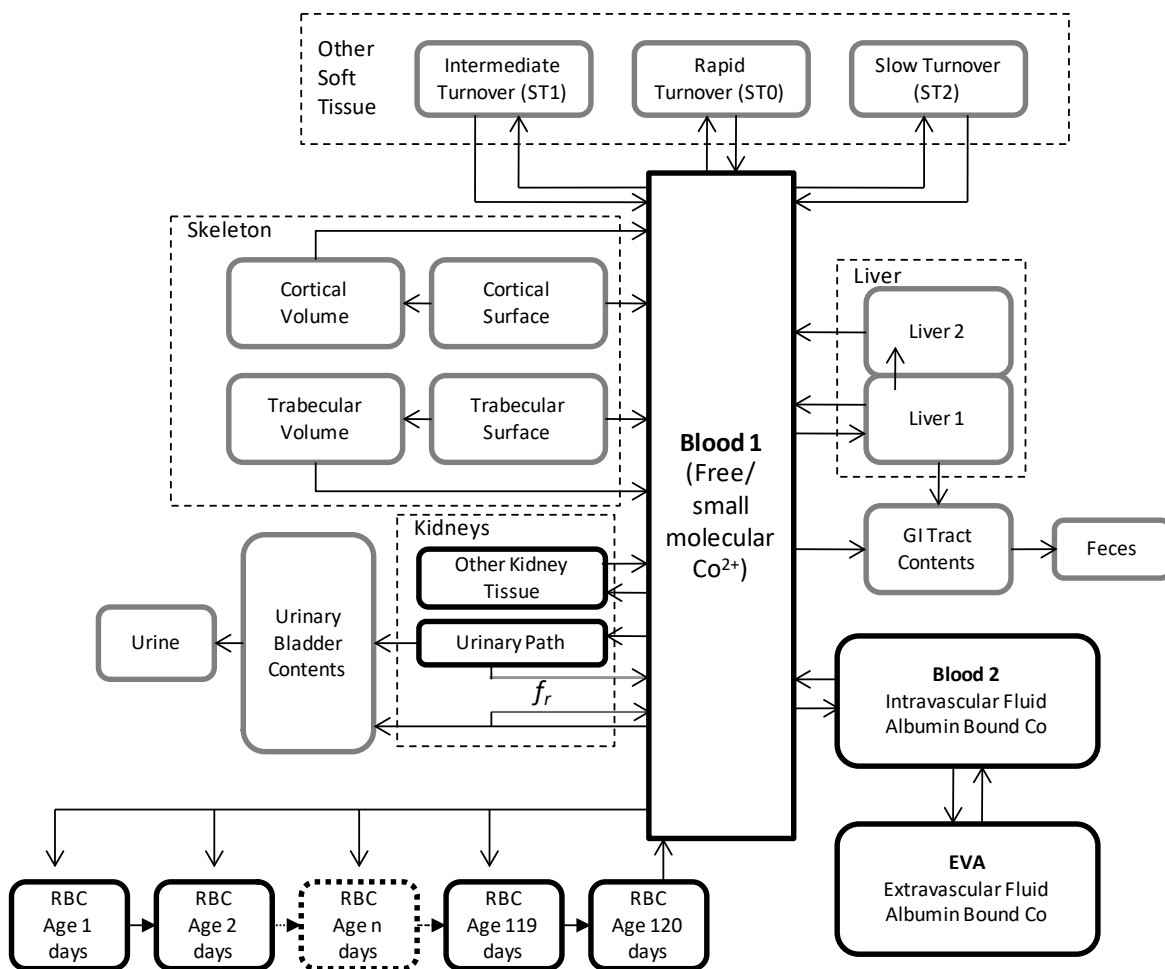 Other
Soft
Tissue
Intermediate
Turnover (ST1)
Rapid
Turnover (ST0)
Slow Turnover
(ST2)
Skeleton
Cortical
Volume
Cortical
Surface
Trabecular
Volume
Trabecular
Surface
Blood 1
(Free/
small
molecular
Co²⁺)
Liver
Liver 2
Liver 1
GI Tract
Contents
Feces
Kidneys
Other Kidney
Tissue
Urinary Path
fr
Urinary
Bladder
Contents
Urine
Blood 2
Intravascular Fluid
Albumin Bound Co
EVA
Extravascular Fluid
Albumin Bound Co
RBC
Age 1
days
RBC
Age 2
days
RBC
Age n
days
RBC
Age 119
days
RBC
Age 120
days